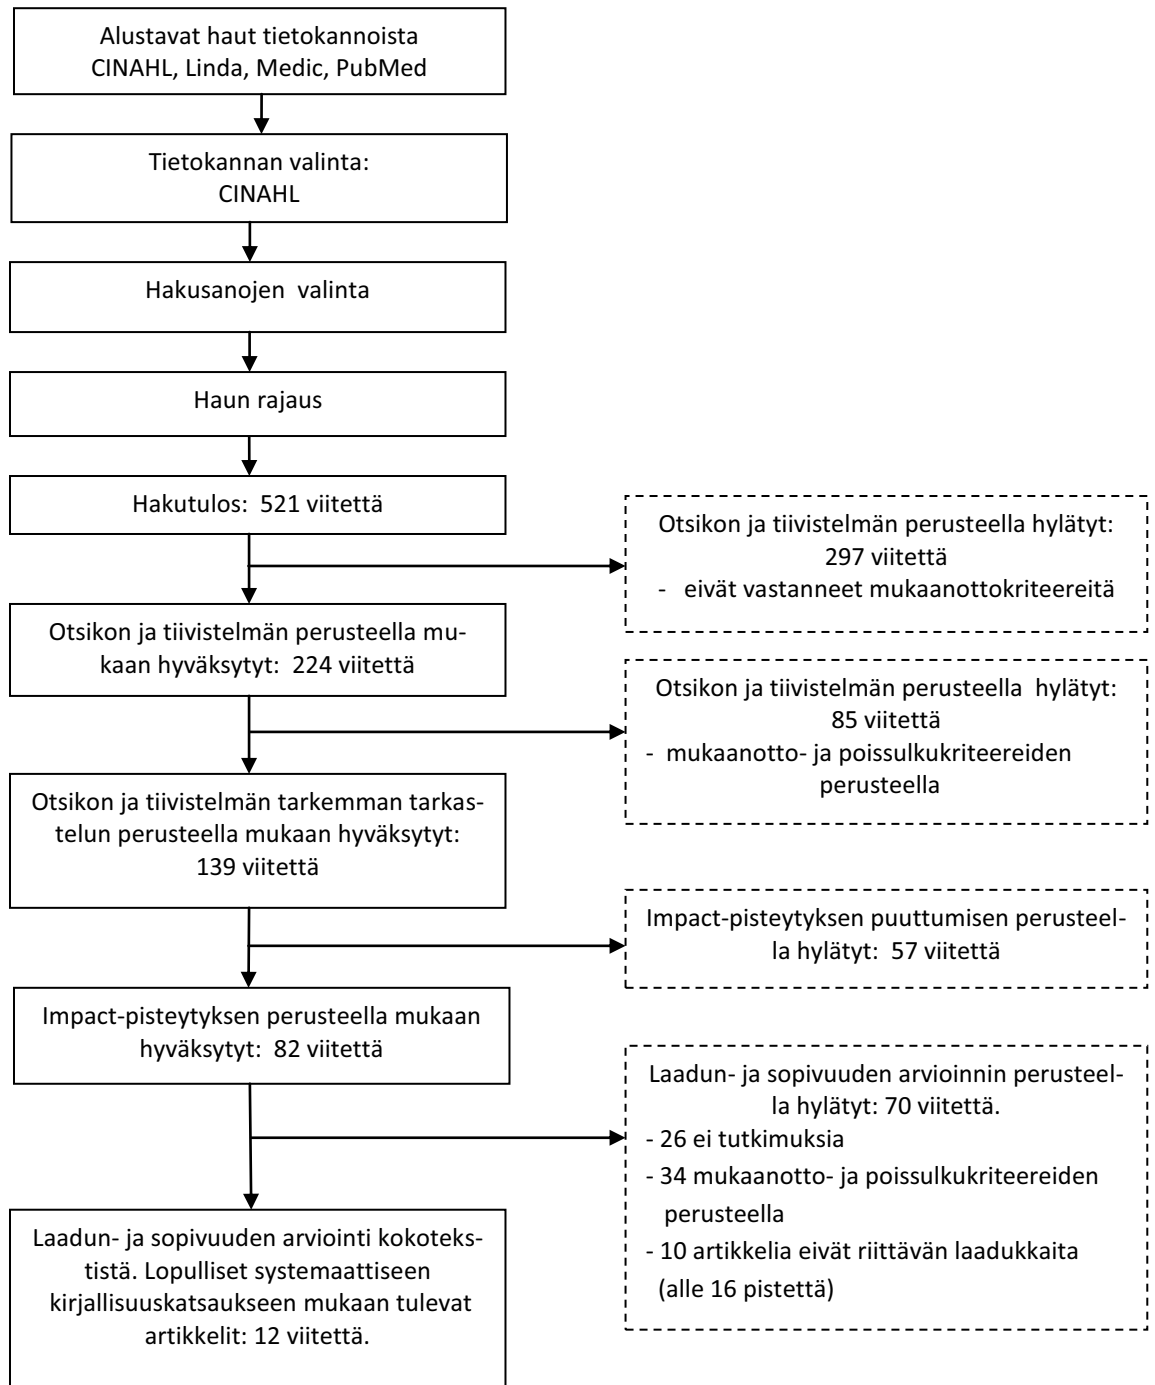 Alustavat haut tietokannoista
CINAHL, Linda, Medic, PubMed
Tietokannan valinta:
CINAHL
Hakusanojen valinta
Haun rajaus
Hakutulos: 521 viitettä
Otsikon ja tiivistelmän perusteella hylätyt:
297 viitettä
- eivät vastanneet mukaanottokriteereitä
Otsikon ja tiivistelmän perusteella mu-
kaan hyväksytyt: 224 viitettä
Otsikon ja tiivistelmän perusteella hylätyt:
85 viitettä
- mukaanotto- ja poissulkukriteereiden
perusteella
Otsikon ja tiivistelmän tarkemman tarkas-
telun perusteella mukaan hyväksytyt:
139 viitettä
Impact-pisteytyksen puuttumisen perusteel-
la hylätyt: 57 viitettä
Impact-pisteytyksen perusteella mukaan
hyväksytyt: 82 viitettä
Laadun- ja sopivuuden arvioinnin perusteel-
la hylätyt: 70 viitettä.
- 26 ei tutkimuksia
- 34 mukaanotto- ja poissulkukriteereiden
perusteella
- 10 artikkelia eivät riittävän laadukkaita
(alle 16 pistettä)
Laadun- ja sopivuuden arviointi kokoteks-
tistä. Lopulliset systemaattiseen
kirjallisuuskatsaukseen mukaan tulevat
artikkelit: 12 viitettä.